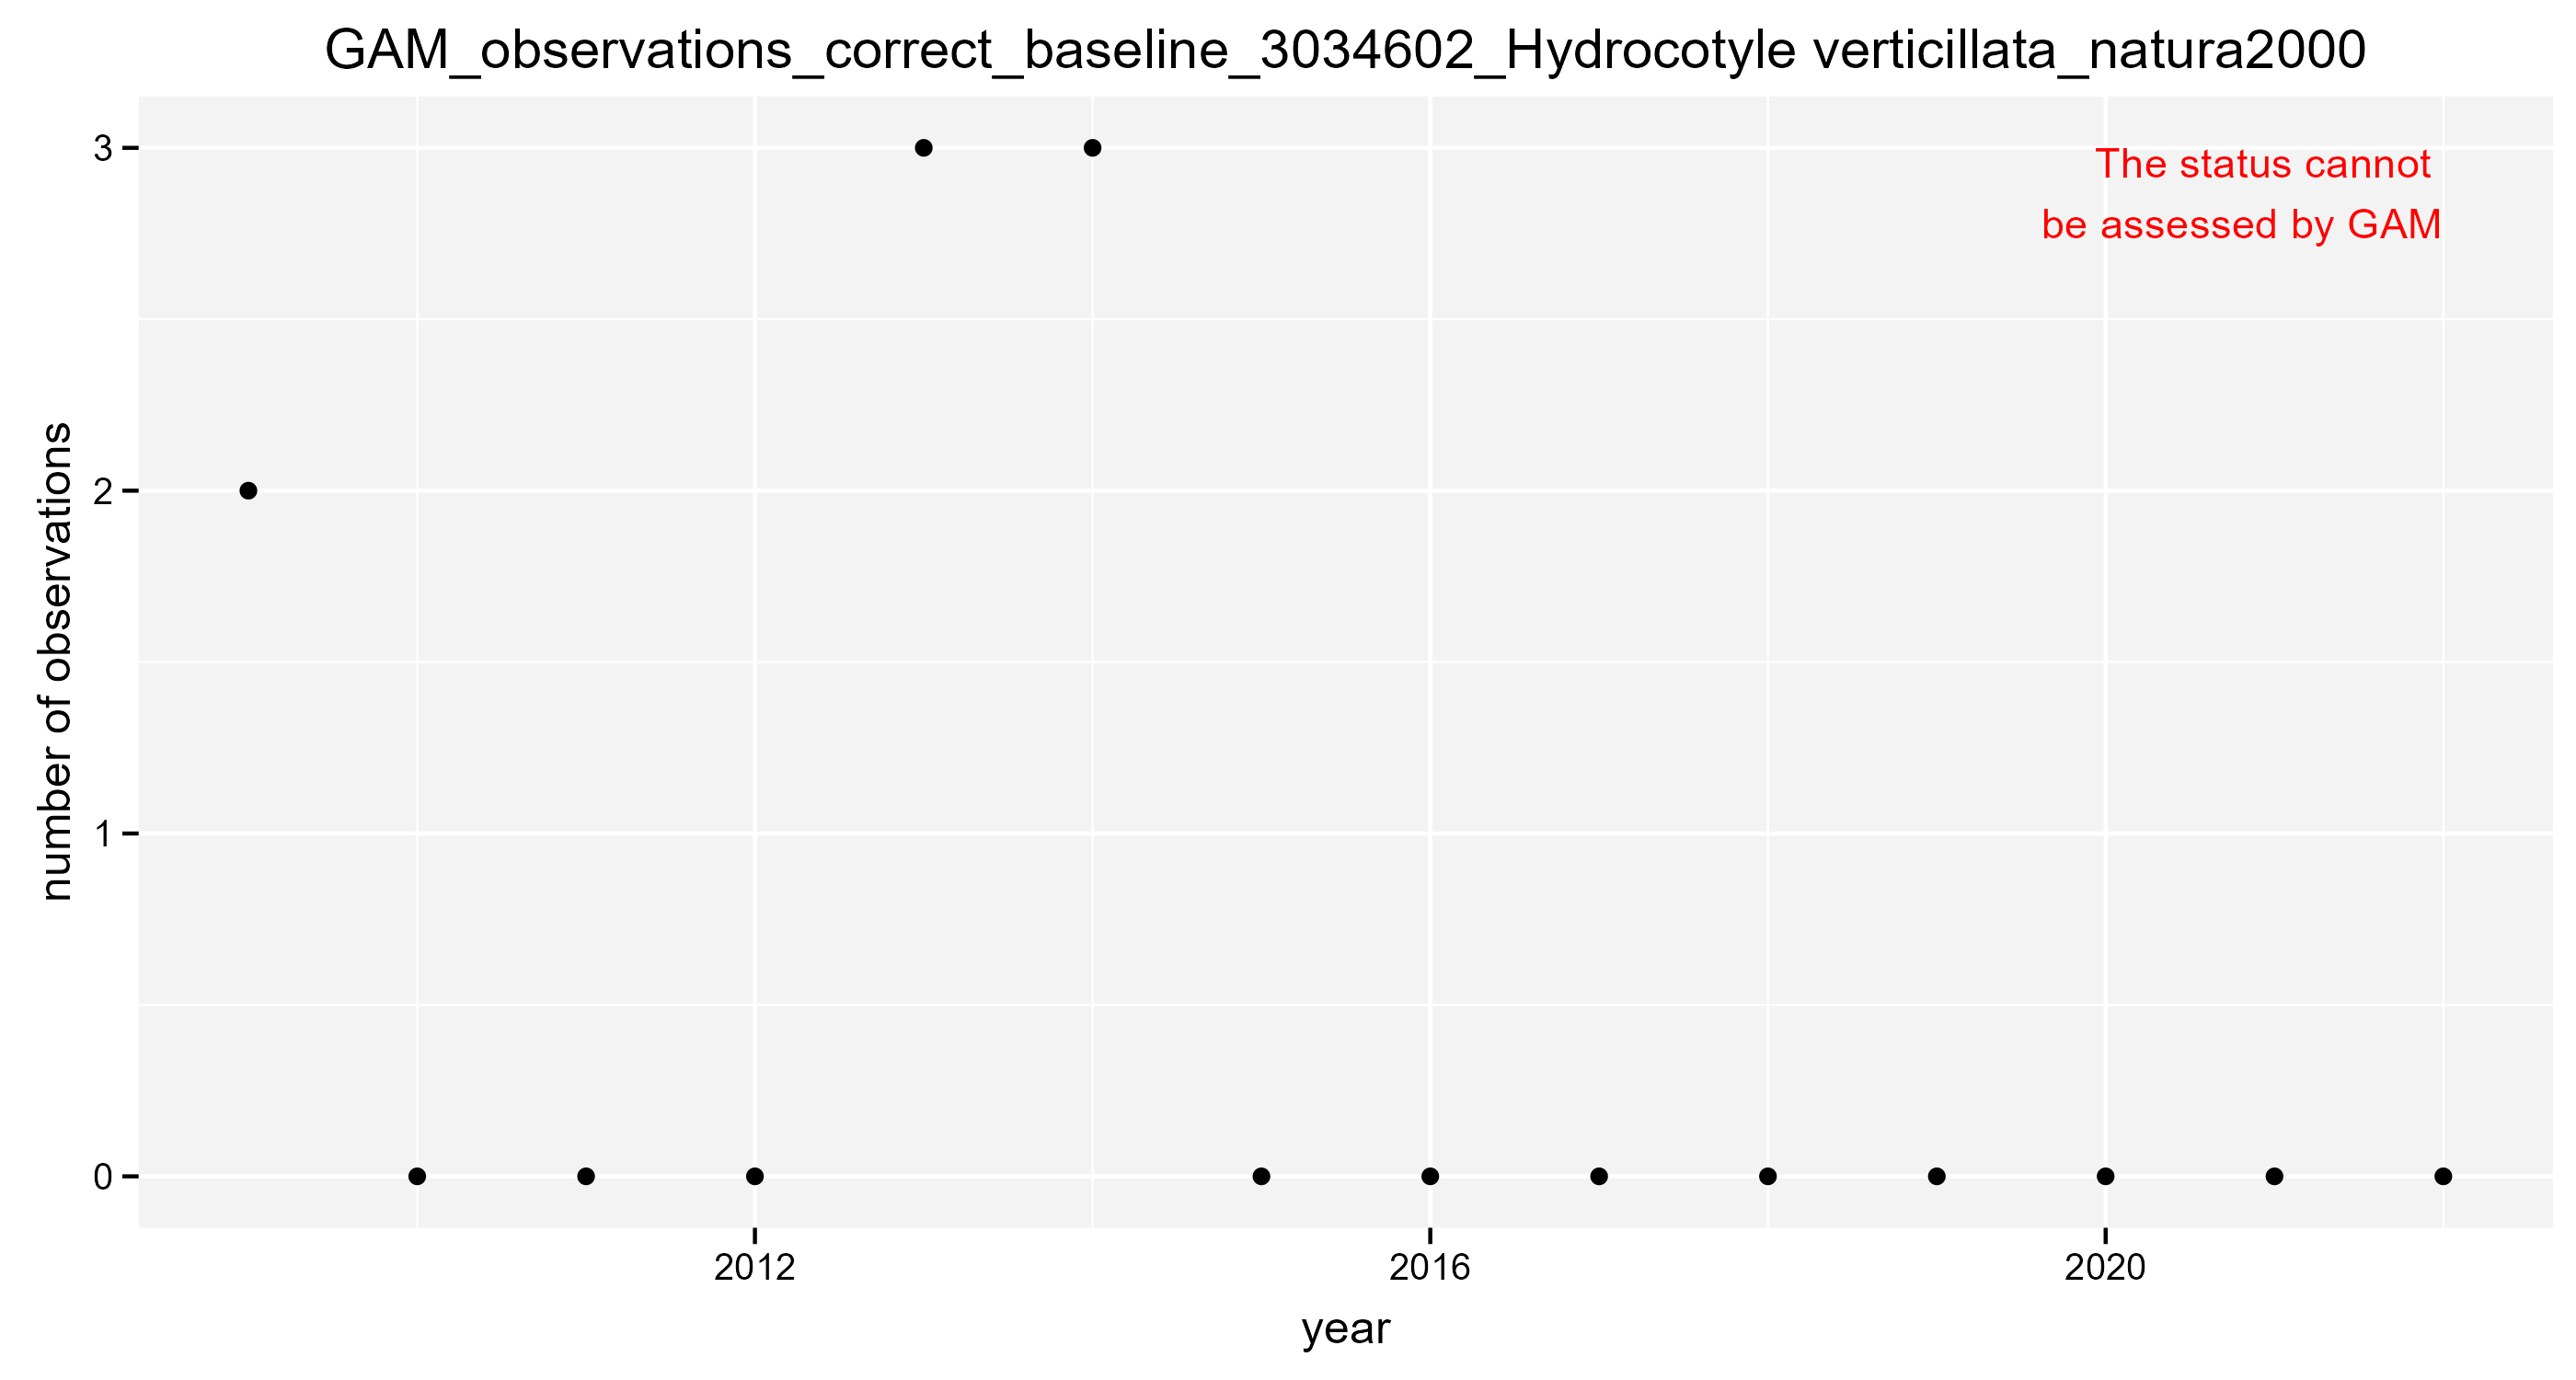 GAM_observations_correct_baseline_3034602_Hydrocotyle verticillata_natura2000
The status cannot
be assessed by GAM
number of observations
3
2
1
0
2012
2016
2020
year